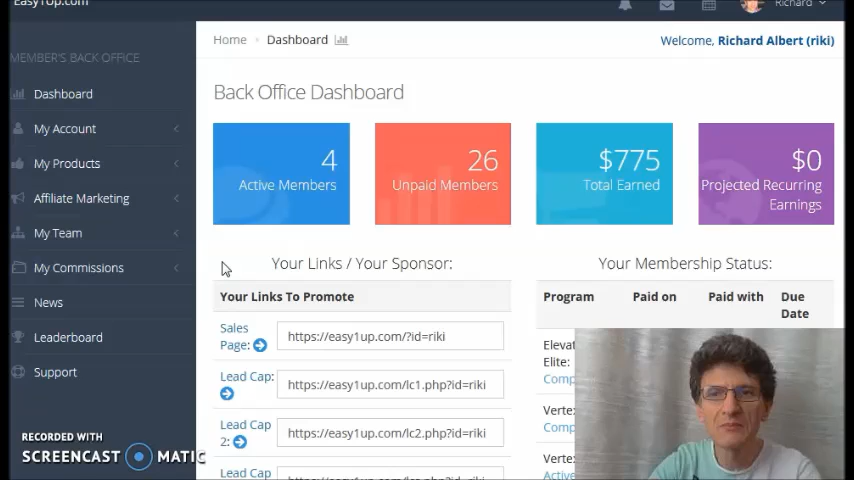 Easy1Up.com
Richard
Home
Dashboard
Welcome, Richard Albert (riki)
MEMBER'S BACK OFFICE
Dashboard
My Account
My Products
Affiliate Marketing
My Team
My Commissions
News
Leaderboard
Support
Back Office Dashboard
4
Active Members
26
Unpaid Members
$775
Total Earned
$0
Projected Recurring
Earnings
Your Links / Your Sponsor:
Your Links To Promote
Sales
Page:
https://easy1up.com/?id=riki
Lead Cap:
https://easy1up.com/lc1.php?id=riki
Lead Cap
2:
https://easy1up.com/lc2.php?id=riki
Lead Cap
Your Membership Status:
Program
Paid on
Paid with
Due
Date
Elevat
Elite:
Comp
Vertex
Comp
Vertex
Active
RECORDED WITH
SCREENCAST MATIC